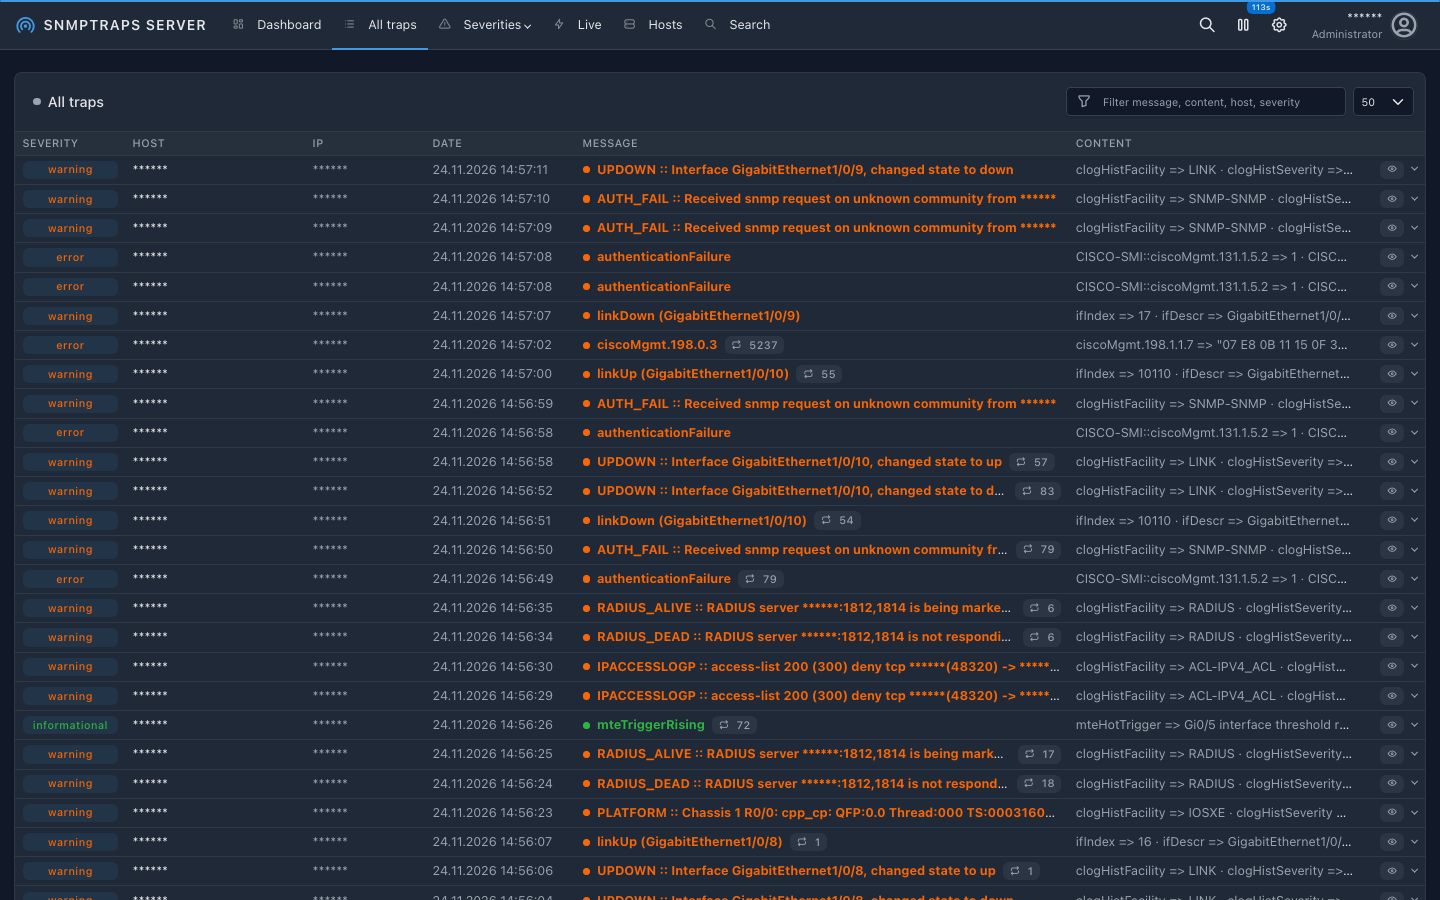 113s
SNMPTRAPS SERVER Dashboard All traps Severities Live Hosts Search ******
Administrator
All traps Filter message, content, host, severity 50
SEVERITY HOST IP DATE MESSAGE CONTENT
warning ****** ****** 24.11.2026 14:57:11 UPDOWN :: Interface GigabitEthernet1/0/9, changed state to down clogHistFacility => LINK · clogHistSeverity =>...
warning ****** ****** 24.11.2026 14:57:10 AUTH_FAIL :: Received snmp request on unknown community from ****** clogHistFacility => SNMP-SNMP · clogHistSe...
warning ****** ****** 24.11.2026 14:57:09 AUTH_FAIL :: Received snmp request on unknown community from ****** clogHistFacility => SNMP-SNMP · clogHistSe...
error ****** ****** 24.11.2026 14:57:08 authenticationFailure CISCO-SMI::ciscoMgmt.131.1.5.2 => 1 · CISC...
error ****** ****** 24.11.2026 14:57:08 authenticationFailure CISCO-SMI::ciscoMgmt.131.1.5.2 => 1 · CISC...
warning ****** ****** 24.11.2026 14:57:07 linkDown (GigabitEthernet1/0/9) ifIndex => 17 · ifDescr => GigabitEthernet1/0/...
error ****** ****** 24.11.2026 14:57:02 ciscoMgmt.198.0.3 5237 ciscoMgmt.198.1.1.7 => "07 E8 0B 11 15 0F 3...
warning ****** ****** 24.11.2026 14:57:00 linkUp (GigabitEthernet1/0/10) 55 ifIndex => 10110 · ifDescr => GigabitEthernet...
warning ****** ****** 24.11.2026 14:56:59 AUTH_FAIL :: Received snmp request on unknown community from ****** clogHistFacility => SNMP-SNMP · clogHistSe...
error ****** ****** 24.11.2026 14:56:58 authenticationFailure CISCO-SMI::ciscoMgmt.131.1.5.2 => 1 · CISC...
warning ****** ****** 24.11.2026 14:56:58 UPDOWN :: Interface GigabitEthernet1/0/10, changed state to up 57 clogHistFacility => LINK · clogHistSeverity =>...
warning ****** ****** 24.11.2026 14:56:52 UPDOWN :: Interface GigabitEthernet1/0/10, changed state to d... 83 clogHistFacility => LINK · clogHistSeverity =>...
warning ****** ****** 24.11.2026 14:56:51 linkDown (GigabitEthernet1/0/10) 54 ifIndex => 10110 · ifDescr => GigabitEthernet...
warning ****** ****** 24.11.2026 14:56:50 AUTH_FAIL :: Received snmp request on unknown community fr... 79 clogHistFacility => SNMP-SNMP · clogHistSe...
error ****** ****** 24.11.2026 14:56:49 authenticationFailure 79 CISCO-SMI::ciscoMgmt.131.1.5.2 => 1 · CISC...
warning ****** ****** 24.11.2026 14:56:35 RADIUS_ALIVE :: RADIUS server ******:1812,1814 is being marke... 6 clogHistFacility => RADIUS · clogHistSeverity...
warning ****** ****** 24.11.2026 14:56:34 RADIUS_DEAD :: RADIUS server ******:1812,1814 is not respondi... 6 clogHistFacility => RADIUS · clogHistSeverity...
warning ****** ****** 24.11.2026 14:56:30 IPACCESSLOGP :: access-list 200 (300) deny tcp ******(48320) -> *****... clogHistFacility => ACL-IPV4_ACL · clogHist...
warning ****** ****** 24.11.2026 14:56:29 IPACCESSLOGP :: access-list 200 (300) deny tcp ******(48320) -> *****... clogHistFacility => ACL-IPV4_ACL · clogHist...
informational ****** ****** 24.11.2026 14:56:26 mteTriggerRising 72 mteHotTrigger => Gi0/5 interface threshold r...
warning ****** ****** 24.11.2026 14:56:25 RADIUS_ALIVE :: RADIUS server ******:1812,1814 is being mark... 17 clogHistFacility => RADIUS · clogHistSeverity...
warning ****** ****** 24.11.2026 14:56:24 RADIUS_DEAD :: RADIUS server ******:1812,1814 is not respond... 18 clogHistFacility => RADIUS · clogHistSeverity...
warning ****** ****** 24.11.2026 14:56:23 PLATFORM :: Chassis 1 R0/0: cpp_cp: QFP:0.0 Thread:000 TS:0003160... clogHistFacility => IOSXE · clogHistSeverity ...
warning ****** ****** 24.11.2026 14:56:07 linkUp (GigabitEthernet1/0/8) 1 ifIndex => 16 · ifDescr => GigabitEthernet1/0/...
warning ****** ****** 24.11.2026 14:56:06 UPDOWN :: Interface GigabitEthernet1/0/8, changed state to up 1 clogHistFacility => LINK · clogHistSeverity =>...
warning ****** ****** 24.11.2026 14:56:04 UPDOWN :: Interface GigabitEthernet1/0/8, changed state to down clogHistFacility => LINK · clogHistSeverity =>...